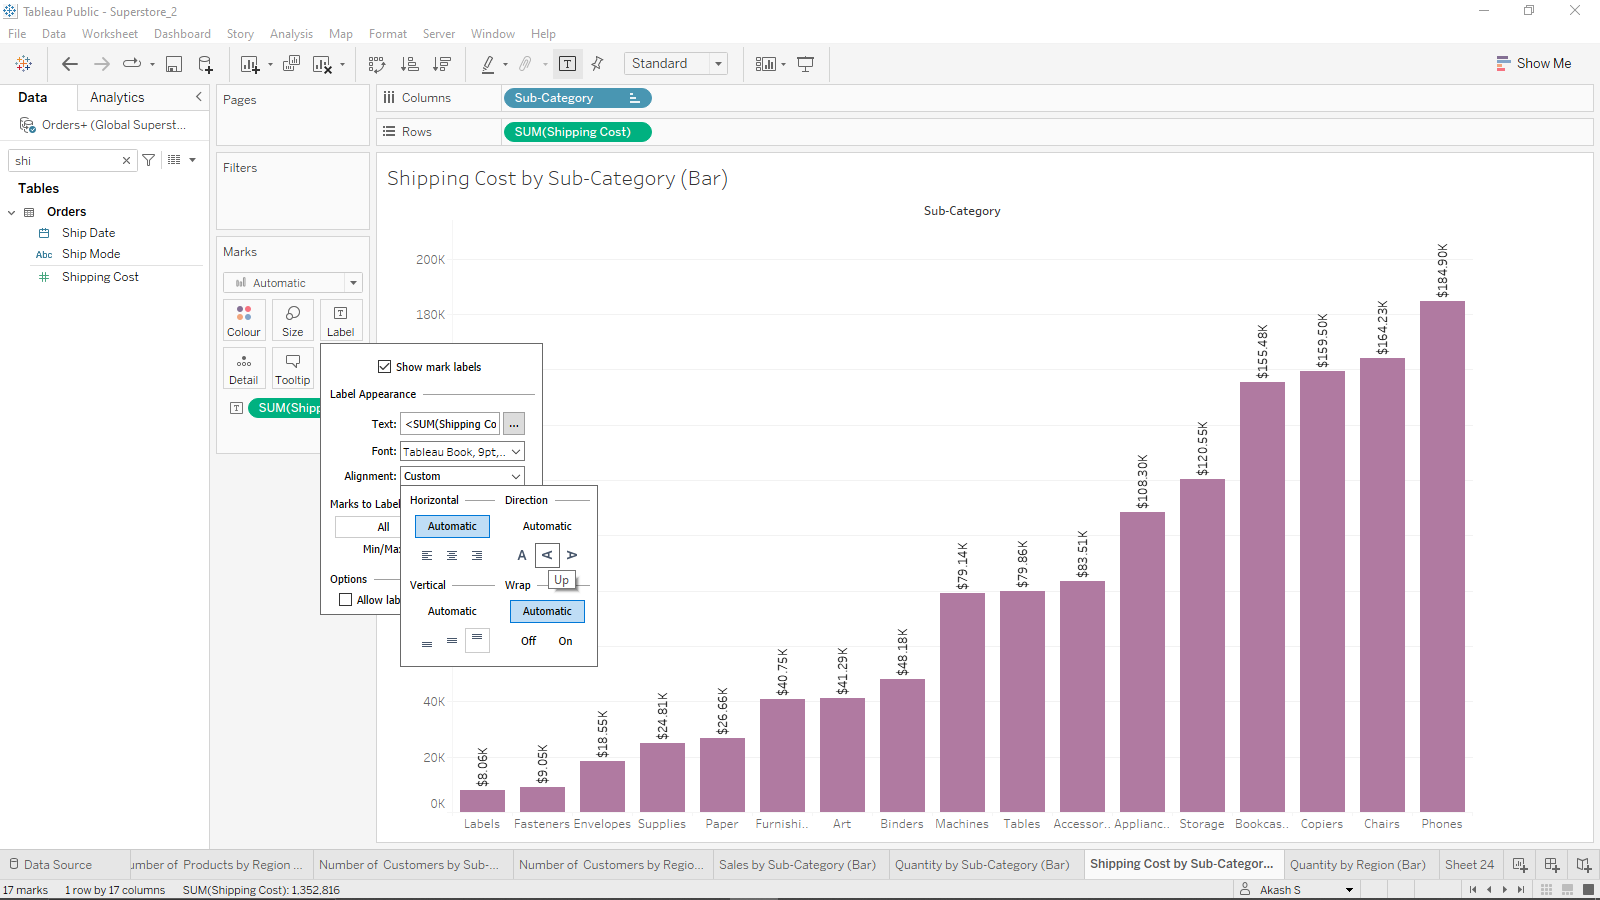 Tableau Public - Superstore_2
File Data Worksheet Dashboard Story Analysis Map Format Server Window Help
Standard
Show Me
Data Analytics
Orders+ (Global Superst...
shi
Tables
Orders
Ship Date
Abc Ship Mode
Shipping Cost
Pages
Filters
Marks
Automatic
Colour Size Label
Detail Tooltip
SUM(Shipp
Columns Sub-Category
Rows SUM(Shipping Cost)
Shipping Cost by Sub-Category (Bar)
Sub-Category
200K
180K
40K
20K
0K
$8.06K
$9.05K
$18.55K
$24.81K
$26.66K
$40.75K
$41.29K
$48.18K
$79.14K
$79.86K
$83.51K
$108.30K
$120.55K
$155.48K
$159.50K
$164.23K
$184.90K
Labels Fasteners Envelopes Supplies Paper Furnishi.. Art Binders Machines Tables Accessor.. Applianc.. Storage Bookcas.. Copiers Chairs Phones
Show mark labels
Label Appearance
Text: <SUM(Shipping Co ...
Font: Tableau Book, 9pt,...
Alignment: Custom
Marks to Label
All
Min/Max
Options
Allow lab
Horizontal Direction
Automatic Automatic
A A A
Up
Vertical Wrap
Automatic Automatic
Off On
Data Source umber of Products by Region ... Number of Customers by Sub-... Number of Customers by Regio... Sales by Sub-Category (Bar) Quantity by Sub-Category (Bar) Shipping Cost by Sub-Categor... Quantity by Region (Bar) Sheet 24
17 marks 1 row by 17 columns SUM(Shipping Cost): 1,352,816 Akash S